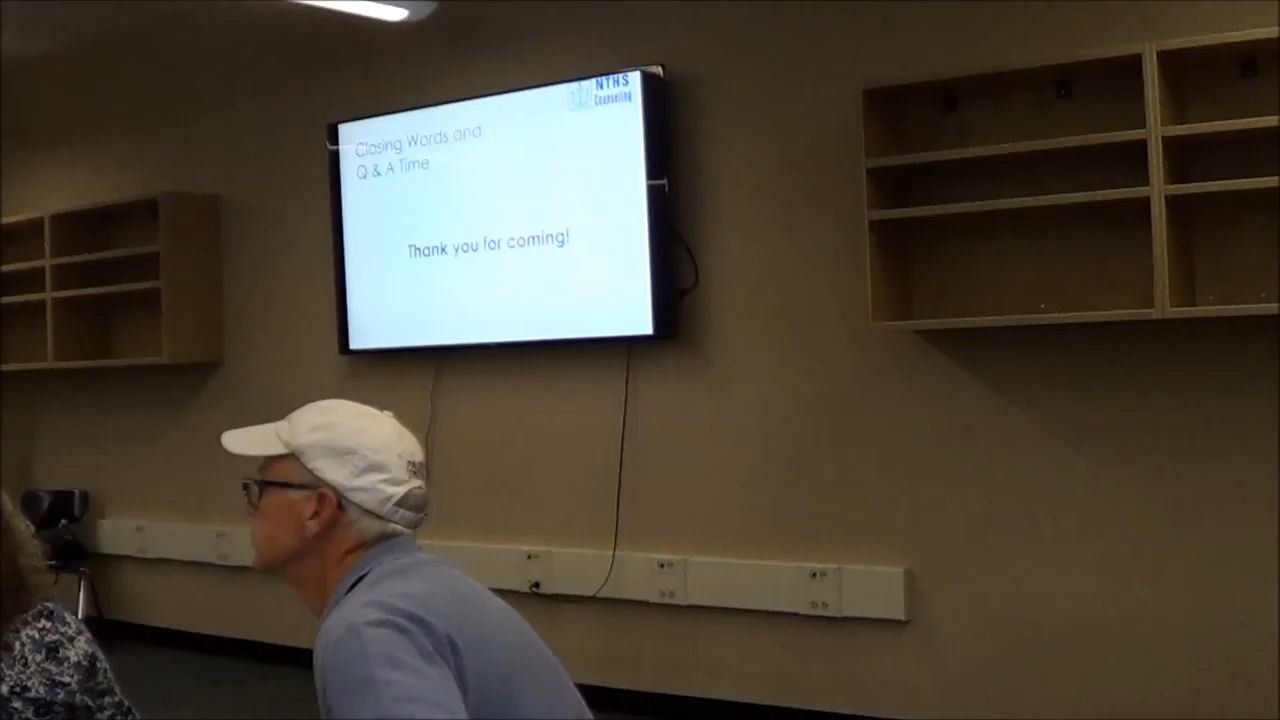 NTHS
Counseling
Closing Words and
Q & A Time
Thank you for coming!